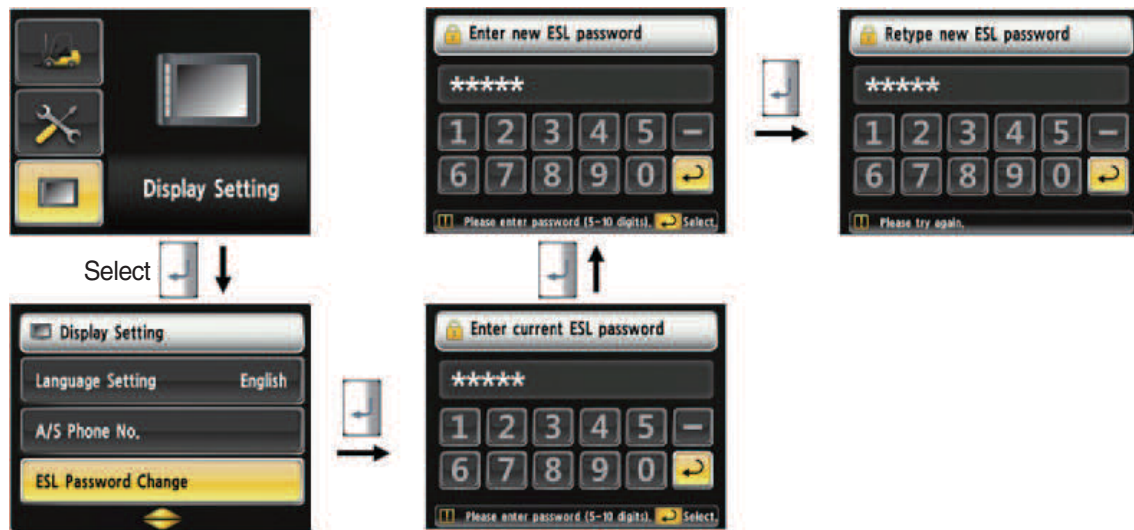 Display Setting
Select
Display Setting
Language Setting English
A/S Phone No.
ESL Password Change
Enter current ESL password
*****
1 2 3 4 5 -
6 7 8 9 0
Please enter password (5-10 digits). Select
Enter new ESL password
*****
1 2 3 4 5 -
6 7 8 9 0
Please enter password (5-10 digits). Select
Retype new ESL password
*****
1 2 3 4 5 -
6 7 8 9 0
Please try again.